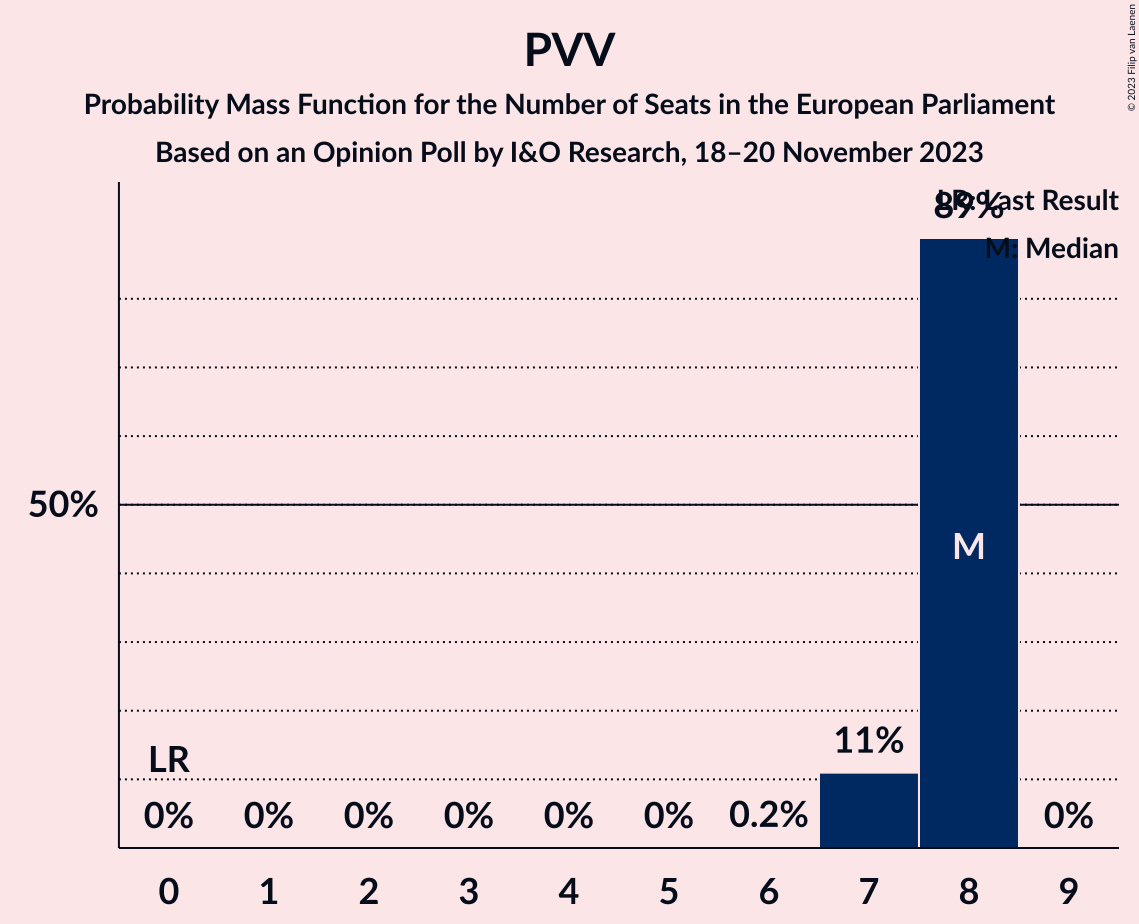 PVV
Probability Mass Function for the Number of Seats in the European Parliament
Based on an Opinion Poll by I&O Research, 18–20 November 2023
© 2023 Filip van Laenen
LR: Last Result
M: Median
89%
50%
M
11%
LR
0% 0% 0% 0% 0% 0% 0.2% 0%
0 1 2 3 4 5 6 7 8 9